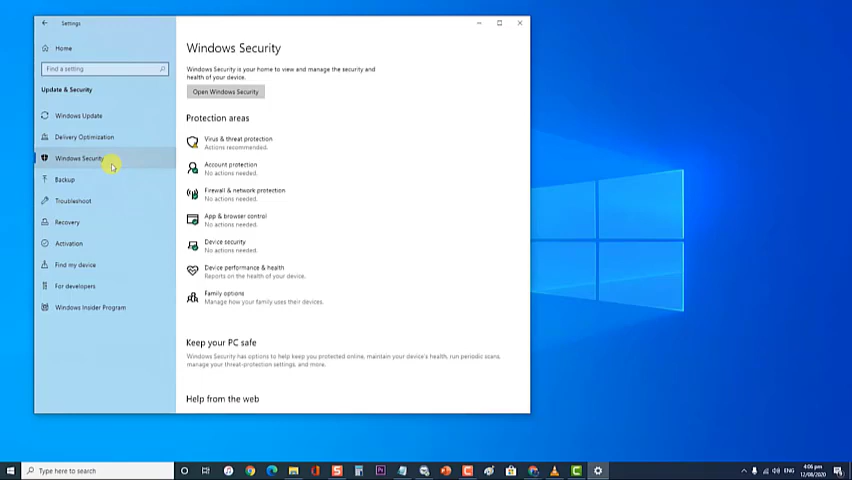 Settings
Home
Windows Security
Find a setting
Windows Security is your home to view and manage the security and
health of your device.
Update & Security
Open Windows Security
Windows Update
Delivery Optimization
Windows Security
Backup
Troubleshoot
Recovery
Activation
Find my device
For developers
Windows Insider Program
Protection areas
Virus & threat protection
Actions recommended.
Account protection
No actions needed.
Firewall & network protection
No actions needed.
App & browser control
No actions needed.
Device security
No actions needed.
Device performance & health
Reports on the health of your device.
Family options
Manage how your family uses their devices.
Keep your PC safe
Windows Security has options to help keep you protected online, maintain your device's health, run periodic scans,
manage your threat-protection settings, and more.
Help from the web
Type here to search
ENG
4:06 pm
12/08/2020